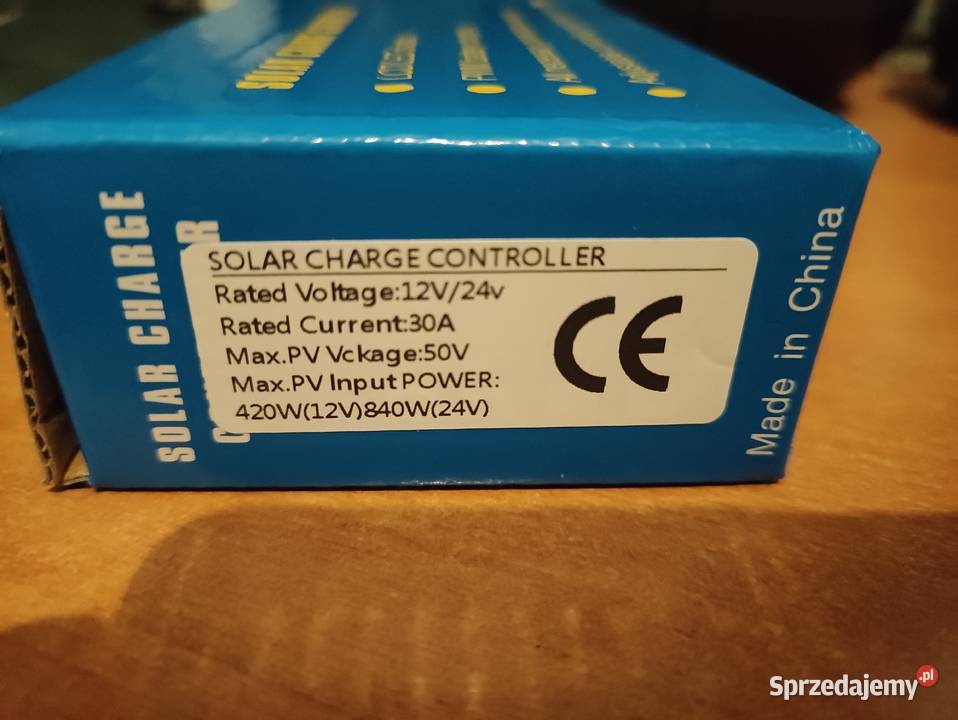 SOLAR CHARGE
SOLAR CHARGE CONTROLLER
Rated Voltage:12V/24v
Rated Current:30A
Max.PV Vckage:50V
Max.PV Input POWER:
420W(12V)840W(24V)
CE
Made in China
Sprzedajemy.pl